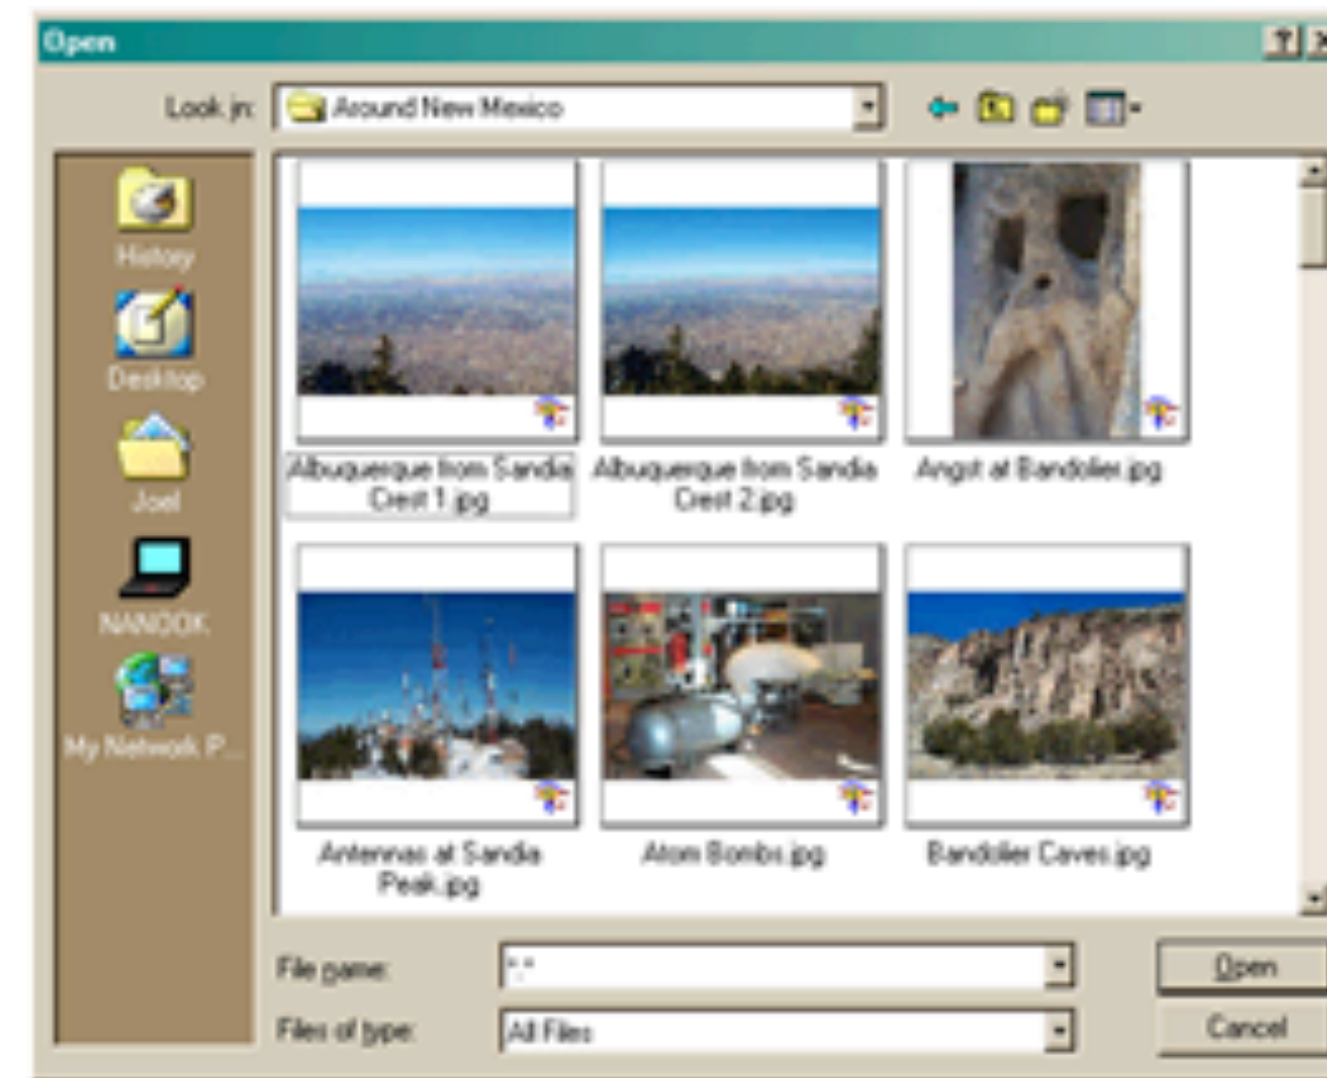 Open
Look in: Around New Mexico
History
Desktop
Joel
NANOOK
My Network P...
Albuquerque from Sandia
Crest 1.jpg
Albuquerque from Sandia
Crest 2.jpg
Angst at Bandolier.jpg
Antennas at Sandia
Peak.jpg
Atom Bombs.jpg
Bandolier Caves.jpg
File name: *.*
Open
Files of type: All Files
Cancel